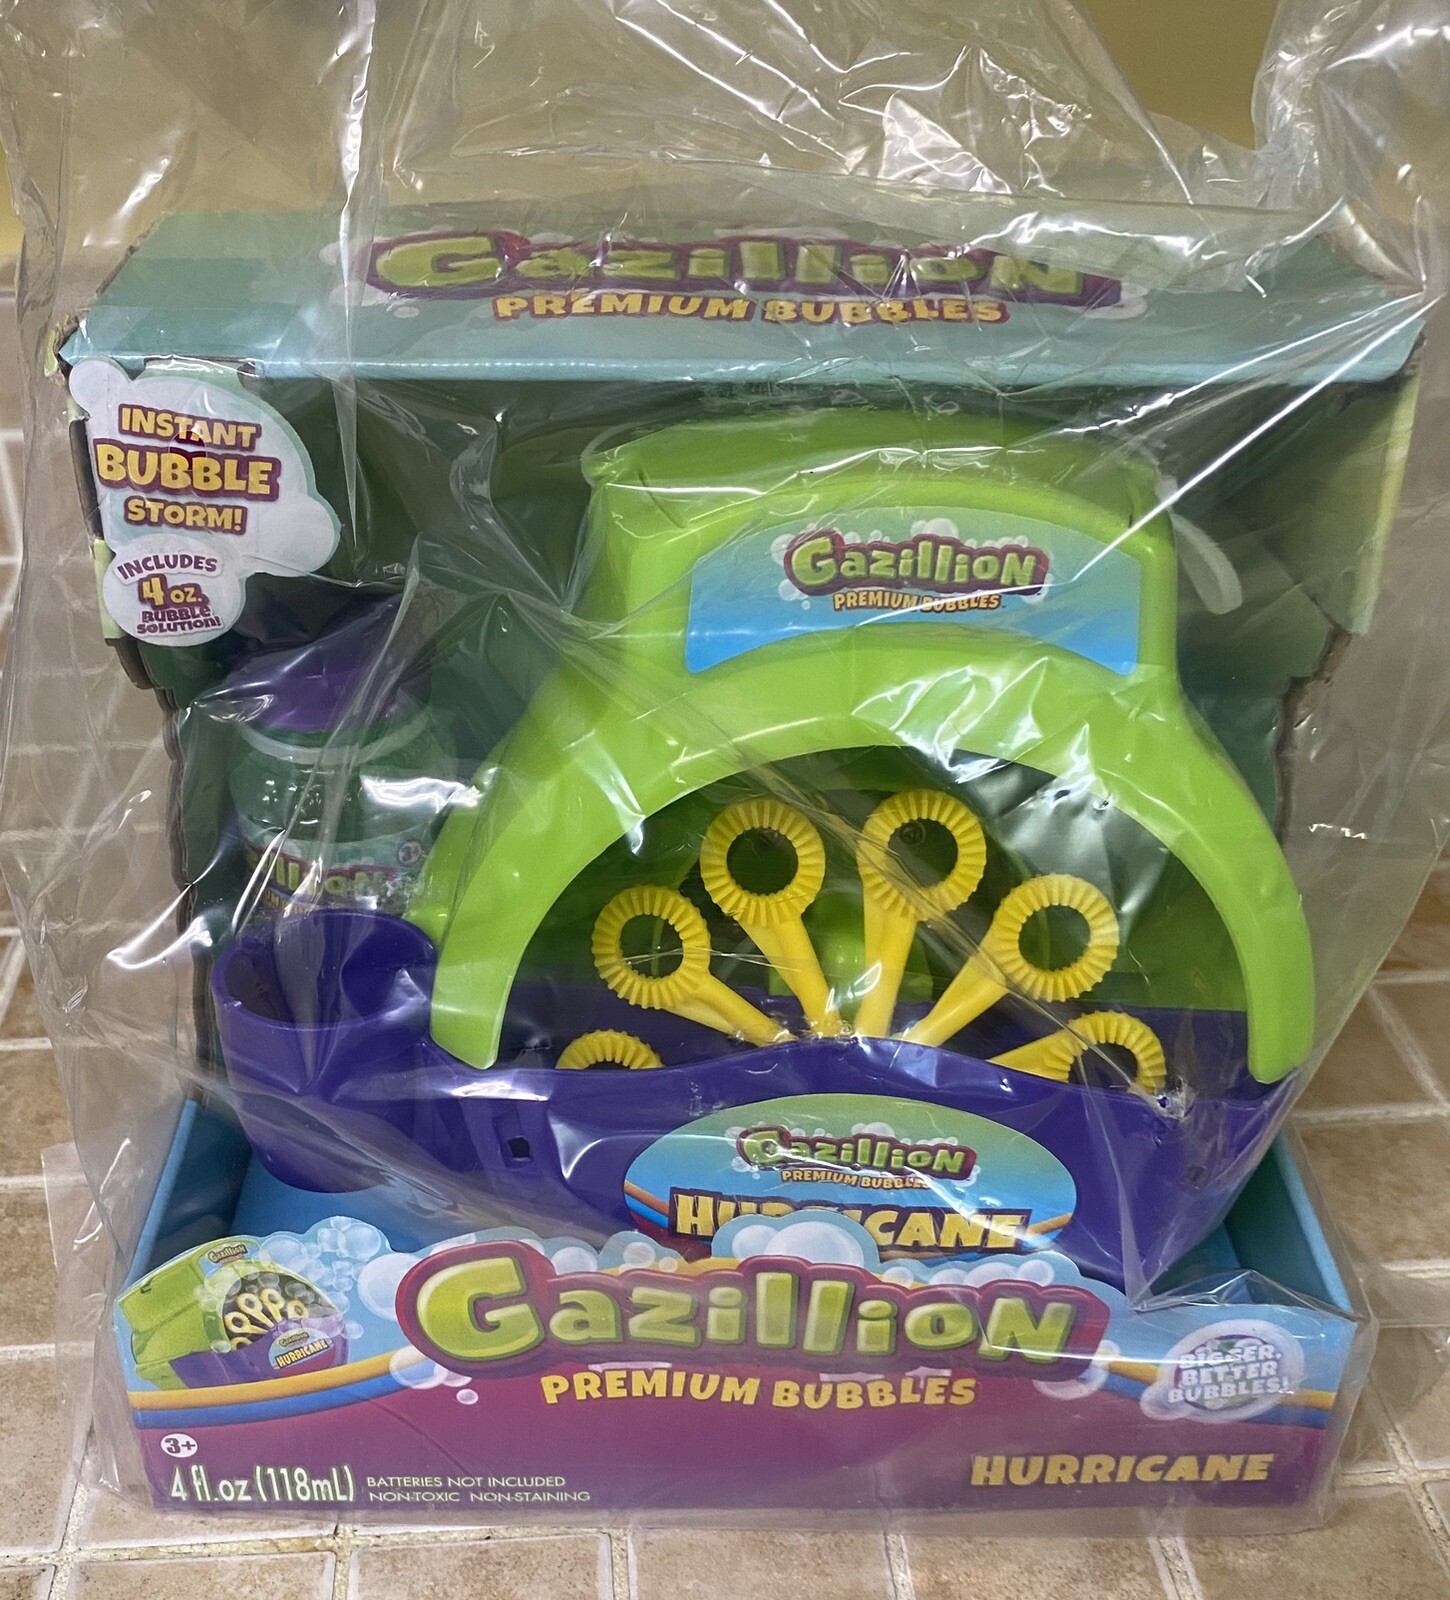 Gazillion
PREMIUM BUBBLES
INSTANT
BUBBLE
STORM!
INCLUDES
4 oz.
BUBBLE
SOLUTION!
Gazillion
PREMIUM BUBBLES
3+
Gazillion
PREMIUM BUBBLES
HURRICANE
Gazillion
HURRICANE
Gazillion
PREMIUM BUBBLES
BIGGER,
BETTER
BUBBLES!
3+
4 fl.oz (118mL)
BATTERIES NOT INCLUDED
NON-TOXIC NON-STAINING
HURRICANE